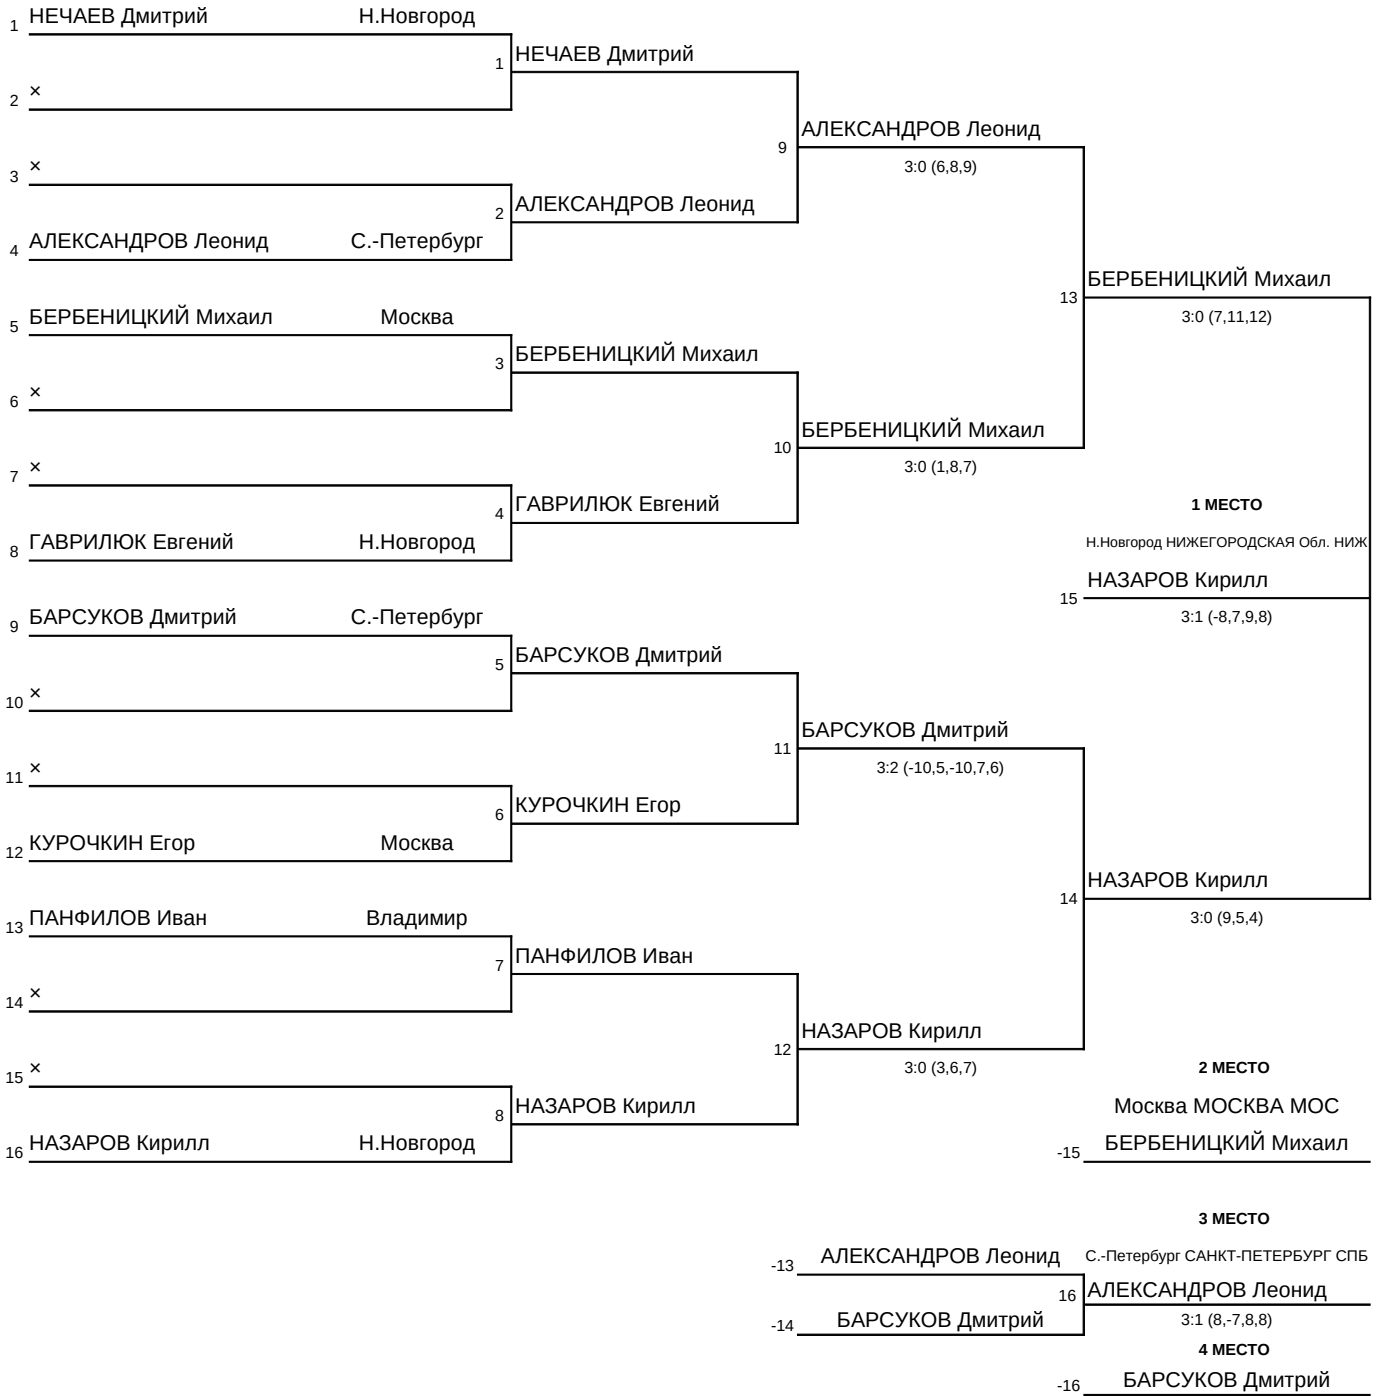 1 НЕЧАЕВ Дмитрий Н.Новгород
1 НЕЧАЕВ Дмитрий
2 ×
9 АЛЕКСАНДРОВ Леонид
3:0 (6,8,9)
3 ×
2 АЛЕКСАНДРОВ Леонид
4 АЛЕКСАНДРОВ Леонид С.-Петербург
13 БЕРБЕНИЦКИЙ Михаил
3:0 (7,11,12)
5 БЕРБЕНИЦКИЙ Михаил Москва
3 БЕРБЕНИЦКИЙ Михаил
6 ×
10 БЕРБЕНИЦКИЙ Михаил
3:0 (1,8,7)
7 ×
4 ГАВРИЛЮК Евгений
8 ГАВРИЛЮК Евгений Н.Новгород
1 МЕСТО
Н.Новгород НИЖЕГОРОДСКАЯ Обл. НИЖ
15 НАЗАРОВ Кирилл
3:1 (-8,7,9,8)
9 БАРСУКОВ Дмитрий С.-Петербург
5 БАРСУКОВ Дмитрий
10 ×
11 БАРСУКОВ Дмитрий
3:2 (-10,5,-10,7,6)
11 ×
6 КУРОЧКИН Егор
12 КУРОЧКИН Егор Москва
14 НАЗАРОВ Кирилл
3:0 (9,5,4)
13 ПАНФИЛОВ Иван Владимир
7 ПАНФИЛОВ Иван
14 ×
12 НАЗАРОВ Кирилл
3:0 (3,6,7)
15 ×
8 НАЗАРОВ Кирилл
16 НАЗАРОВ Кирилл Н.Новгород
2 МЕСТО
Москва МОСКВА МОС
-15 БЕРБЕНИЦКИЙ Михаил
3 МЕСТО
-13 АЛЕКСАНДРОВ Леонид С.-Петербург САНКТ-ПЕТЕРБУРГ СПБ
16 АЛЕКСАНДРОВ Леонид
-14 БАРСУКОВ Дмитрий 3:1 (8,-7,8,8)
4 МЕСТО
-16 БАРСУКОВ Дмитрий